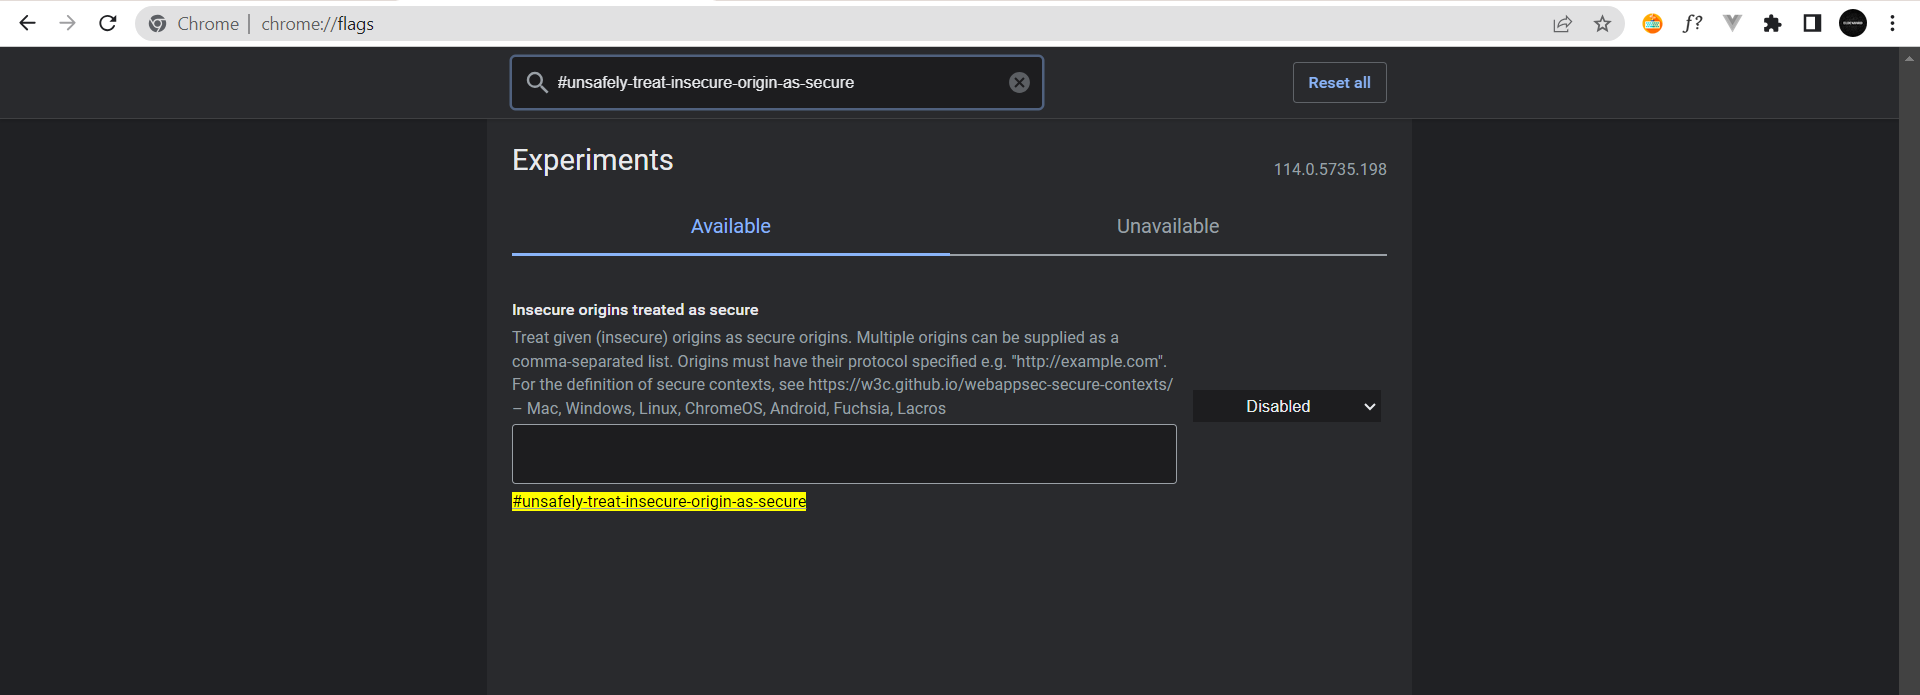 Chrome | chrome://flags
f?
#unsafely-treat-insecure-origin-as-secure
Reset all
Experiments
114.0.5735.198
Available
Unavailable
Insecure origins treated as secure
Treat given (insecure) origins as secure origins. Multiple origins can be supplied as a
comma-separated list. Origins must have their protocol specified e.g. "http://example.com".
For the definition of secure contexts, see https://w3c.github.io/webappsec-secure-contexts/
– Mac, Windows, Linux, ChromeOS, Android, Fuchsia, Lacros
Disabled
#unsafely-treat-insecure-origin-as-secure